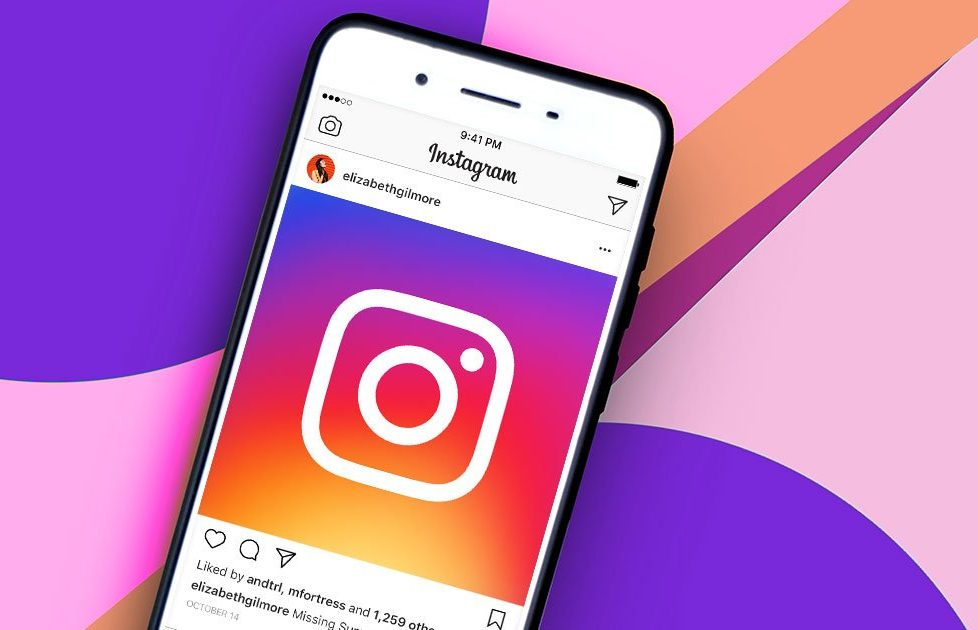 9:41 PM
Instagram
elizabethgilmore
Liked by andtrl, mfortress and 1,259 othe
elizabethgilmore Missing Su
OCTOBER 14